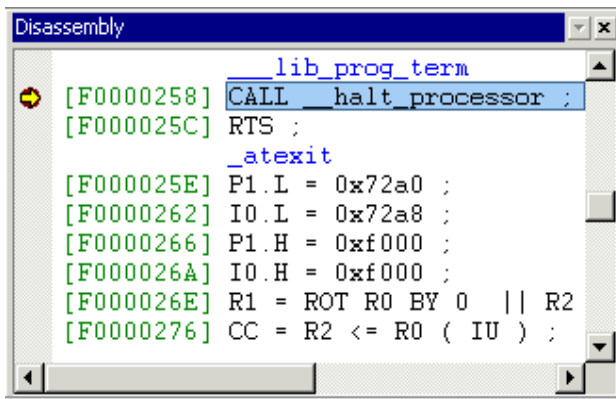 Disassembly
___lib_prog_term
[F0000258] CALL __halt_processor ;
[F000025C] RTS ;
_atexit
[F000025E] P1.L = 0x72a0 ;
[F0000262] I0.L = 0x72a8 ;
[F0000266] P1.H = 0xf000 ;
[F000026A] I0.H = 0xf000 ;
[F000026E] R1 = ROT R0 BY 0 || R2
[F0000276] CC = R2 <= R0 ( IU ) ;